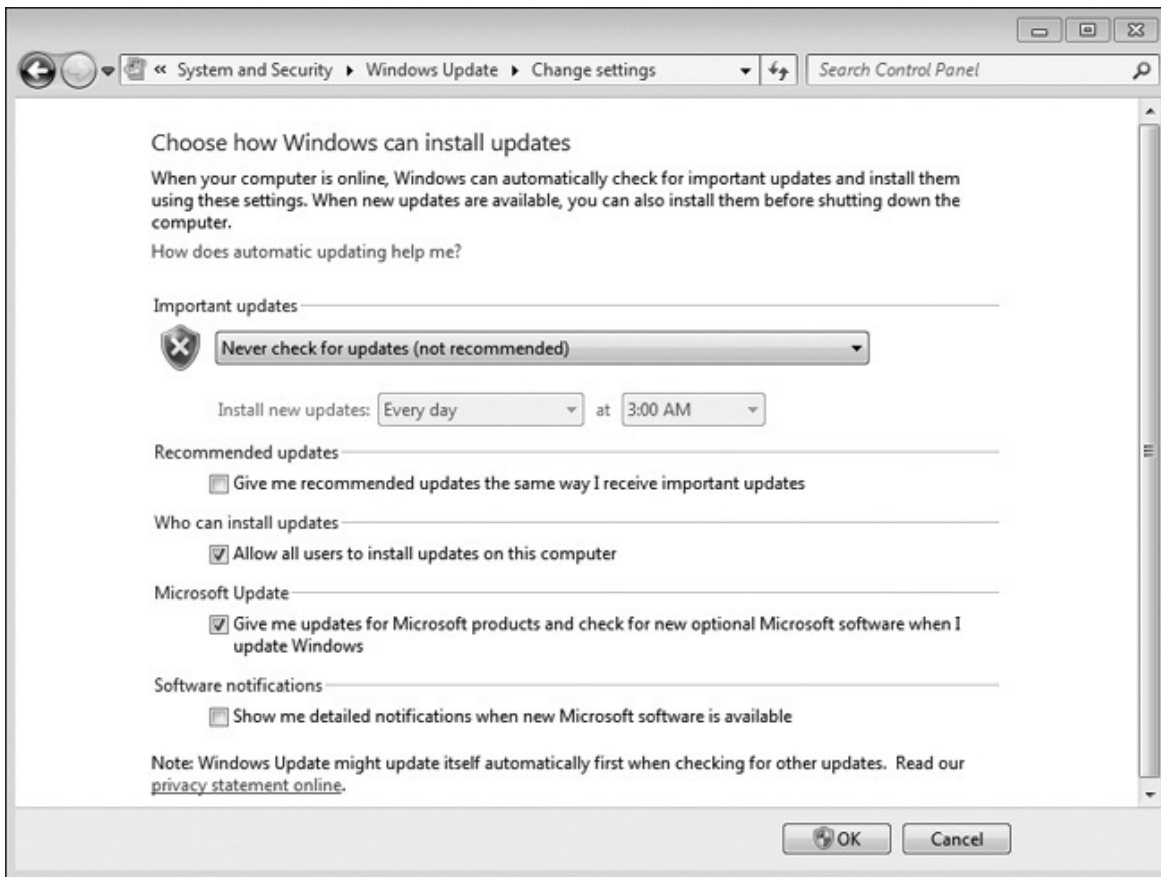 « System and Security ▸ Windows Update ▸ Change settings
Search Control Panel
Choose how Windows can install updates
When your computer is online, Windows can automatically check for important updates and install them
using these settings. When new updates are available, you can also install them before shutting down the
computer.
How does automatic updating help me?
Important updates
Never check for updates (not recommended)
Install new updates: Every day at 3:00 AM
Recommended updates
Give me recommended updates the same way I receive important updates
Who can install updates
Allow all users to install updates on this computer
Microsoft Update
Give me updates for Microsoft products and check for new optional Microsoft software when I
update Windows
Software notifications
Show me detailed notifications when new Microsoft software is available
Note: Windows Update might update itself automatically first when checking for other updates. Read our
privacy statement online.
OK Cancel